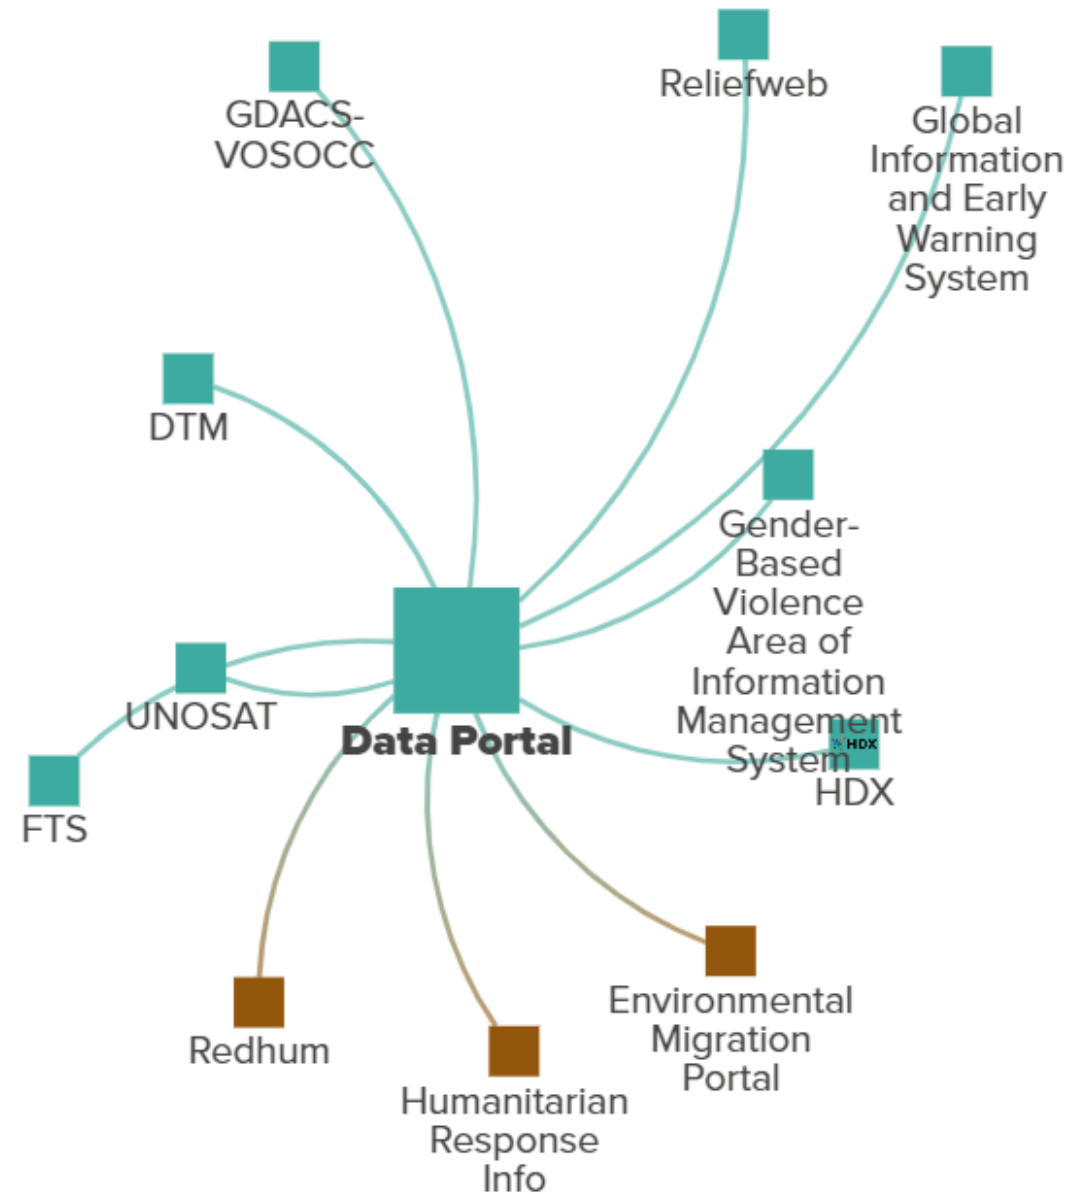 Reliefweb
GDACS-
VOSOCC
Global
Information
and Early
Warning
System
DTM
Gender-
Based
Violence
Area of
Information
Management
System
UNOSAT
Data Portal
HDX
HDX
FTS
Redhum
Environmental
Migration
Portal
Humanitarian
Response
Info